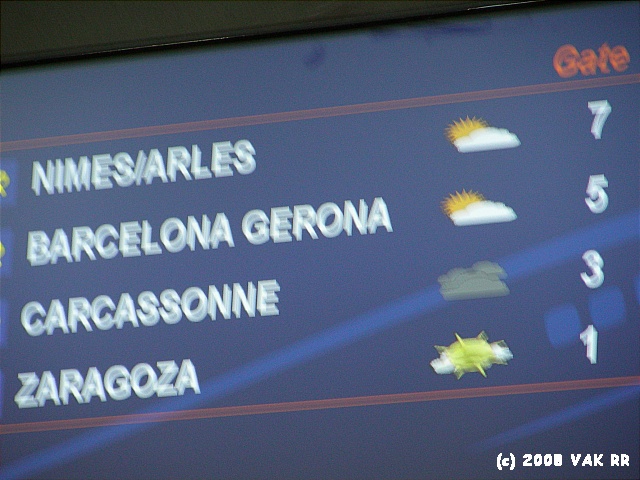 Gate
NIMES/ARLES 7
BARCELONA GERONA 5
CARCASSONNE 3
ZARAGOZA 1
(c) 2008 VAK RR